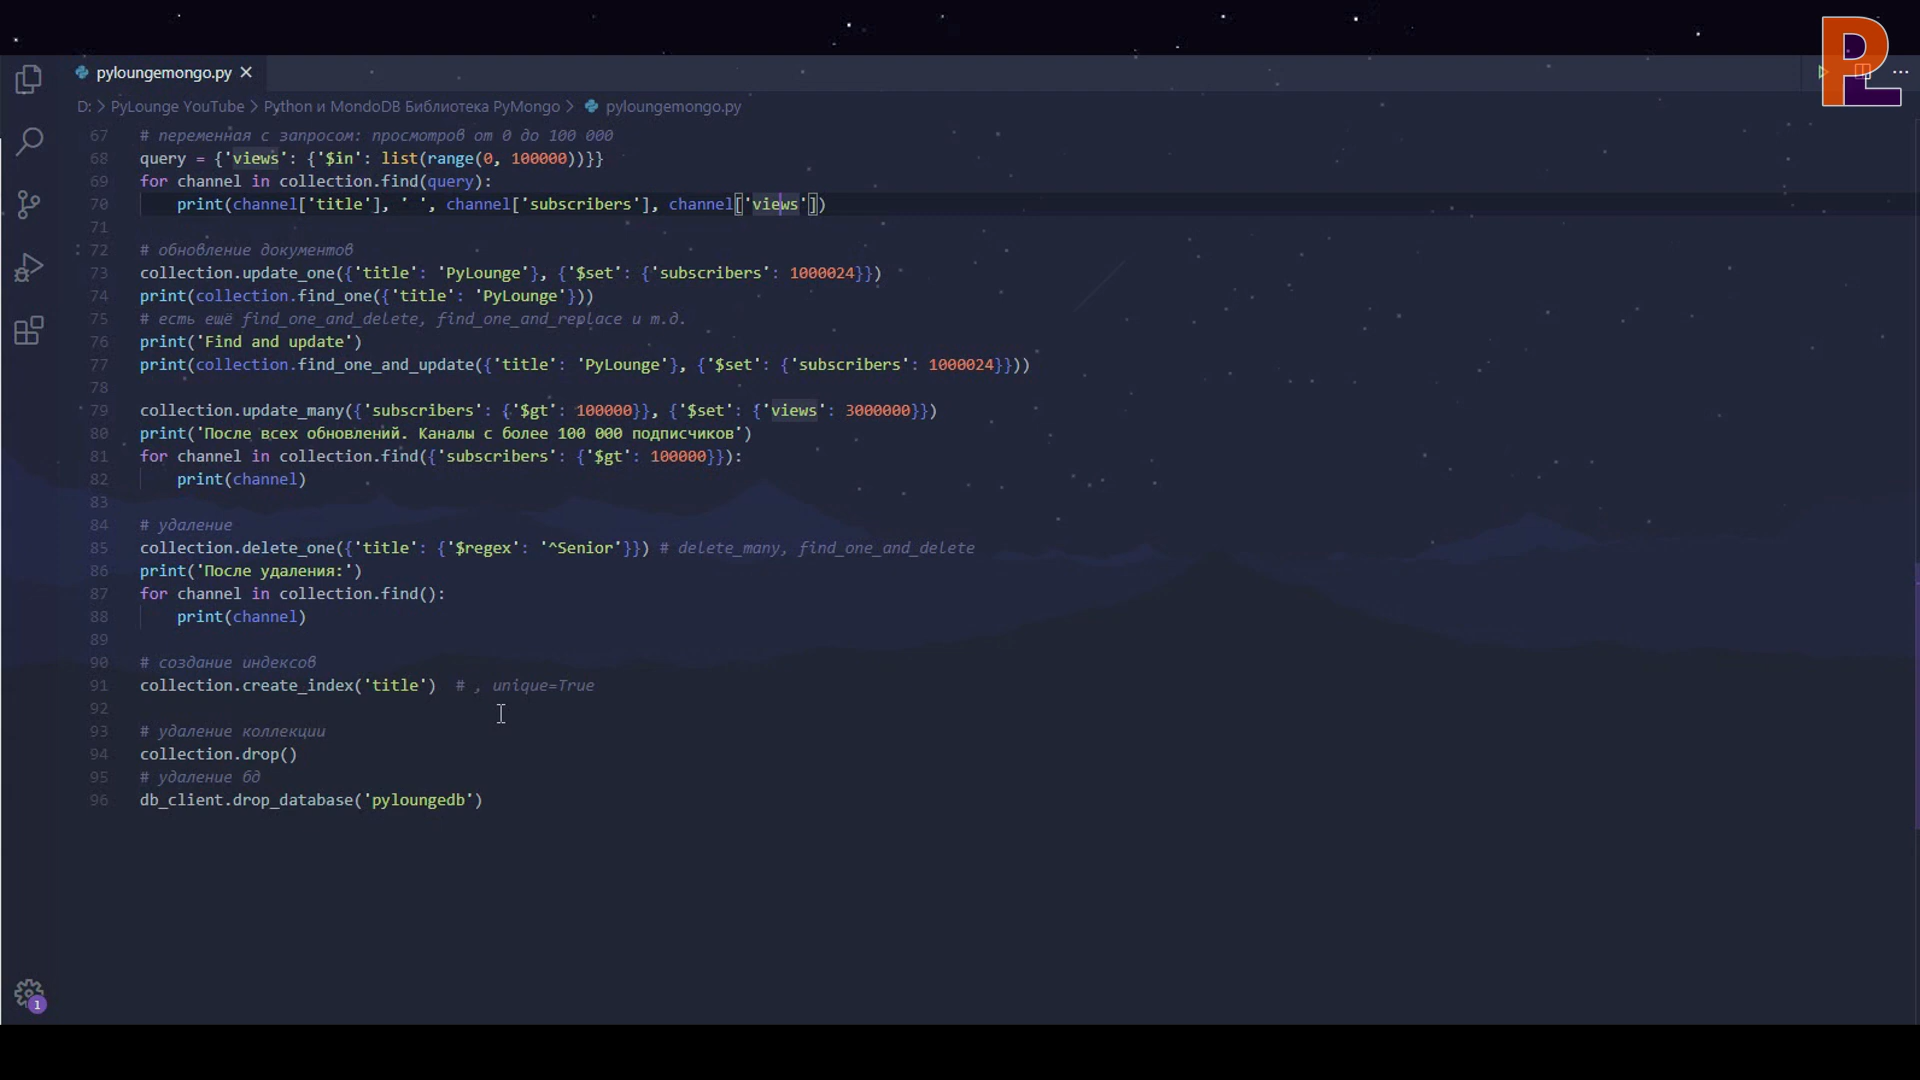 PL
pyloungemongo.py
D: > PyLounge YouTube > Python и MondoDB Библиотека PyMongo > pyloungemongo.py
67 # переменная с запросом: просмотров от 0 до 100 000
68 query = {'views': {'$in': list(range(0, 100000))}}
69 for channel in collection.find(query):
70 print(channel['title'], ' ', channel['subscribers'], channel['views'])
71
72 # обновление документов
73 collection.update_one({'title': 'PyLounge'}, {'$set': {'subscribers': 1000024}})
74 print(collection.find_one({'title': 'PyLounge'}))
75 # есть ещё find_one_and_delete, find_one_and_replace и т.д.
76 print('Find and update')
77 print(collection.find_one_and_update({'title': 'PyLounge'}, {'$set': {'subscribers': 1000024}}))
78
79 collection.update_many({'subscribers': {'$gt': 100000}}, {'$set': {'views': 3000000}})
80 print('После всех обновлений. Каналы с более 100 000 подписчиков')
81 for channel in collection.find({'subscribers': {'$gt': 100000}}):
82 print(channel)
83
84 # удаление
85 collection.delete_one({'title': {'$regex': '^Senior'}}) # delete_many, find_one_and_delete
86 print('После удаления:')
87 for channel in collection.find():
88 print(channel)
89
90 # создание индексов
91 collection.create_index('title') # , unique=True
92
93 # удаление коллекции
94 collection.drop()
95 # удаление бд
96 db_client.drop_database('pyloungedb')
1